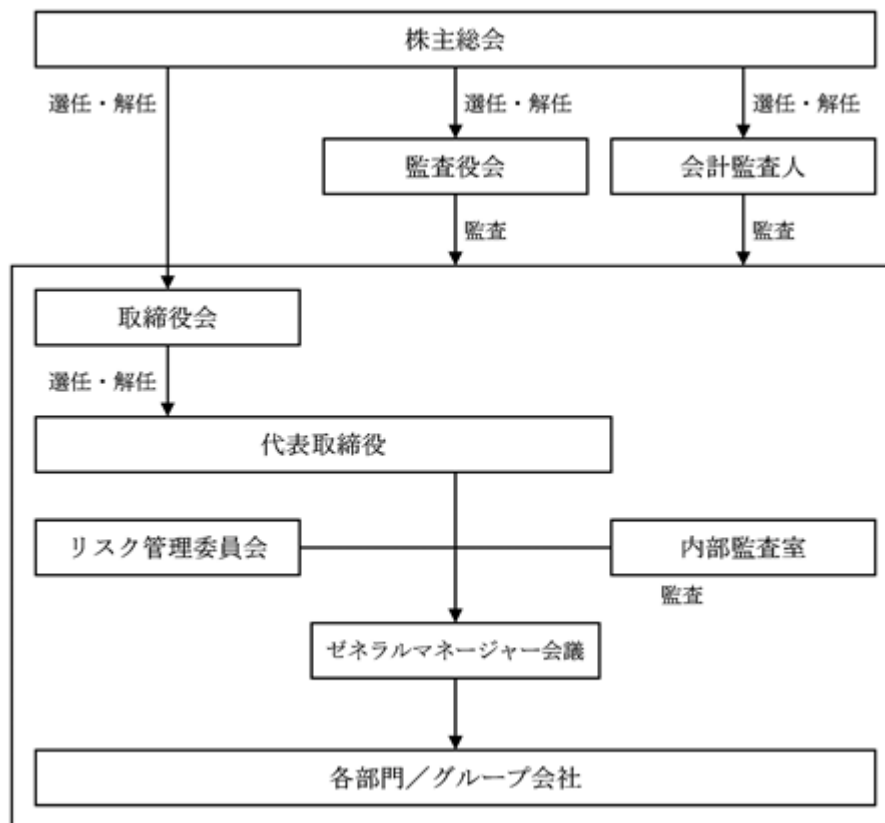 株主総会
選任・解任
選任・解任
選任・解任
監査役会
会計監査人
監査
監査
取締役会
選任・解任
代表取締役
リスク管理委員会
内部監査室
監査
ゼネラルマネージャー会議
各部門／グループ会社